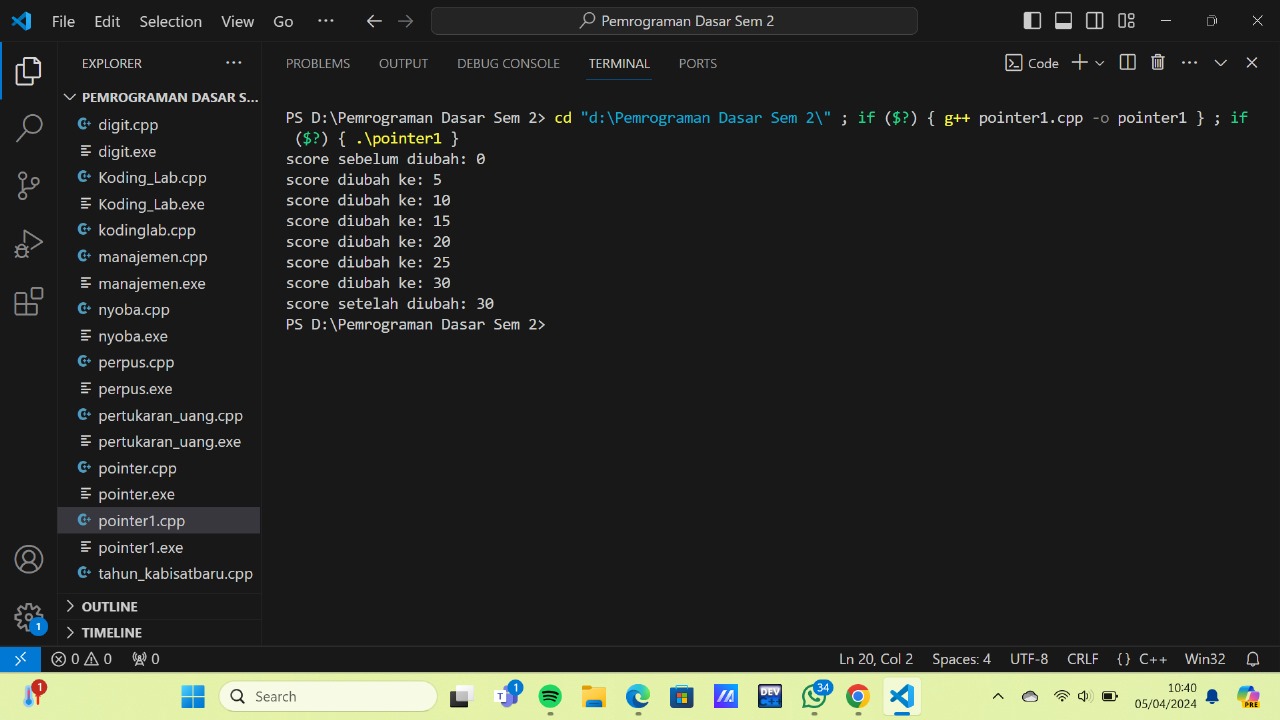 File Edit Selection View Go ... Pemrograman Dasar Sem 2
EXPLORER ...
PEMROGRAMAN DASAR S...
digit.cpp
digit.exe
Koding_Lab.cpp
Koding_Lab.exe
kodinglab.cpp
manajemen.cpp
manajemen.exe
nyoba.cpp
nyoba.exe
perpus.cpp
perpus.exe
pertukaran_uang.cpp
pertukaran_uang.exe
pointer.cpp
pointer.exe
pointer1.cpp
pointer1.exe
tahun_kabisatbaru.cpp
OUTLINE
TIMELINE
1
PROBLEMS OUTPUT DEBUG CONSOLE TERMINAL PORTS Code
PS D:\Pemrograman Dasar Sem 2> cd "d:\Pemrograman Dasar Sem 2\" ; if ($?) { g++ pointer1.cpp -o pointer1 } ; if
($?) { .\pointer1 }
score sebelum diubah: 0
score diubah ke: 5
score diubah ke: 10
score diubah ke: 15
score diubah ke: 20
score diubah ke: 25
score diubah ke: 30
score setelah diubah: 30
PS D:\Pemrograman Dasar Sem 2>
0 0 0 Ln 20, Col 2 Spaces: 4 UTF-8 CRLF {} C++ Win32
1 Search 1 DEV 34 10:40 PRE
05/04/2024